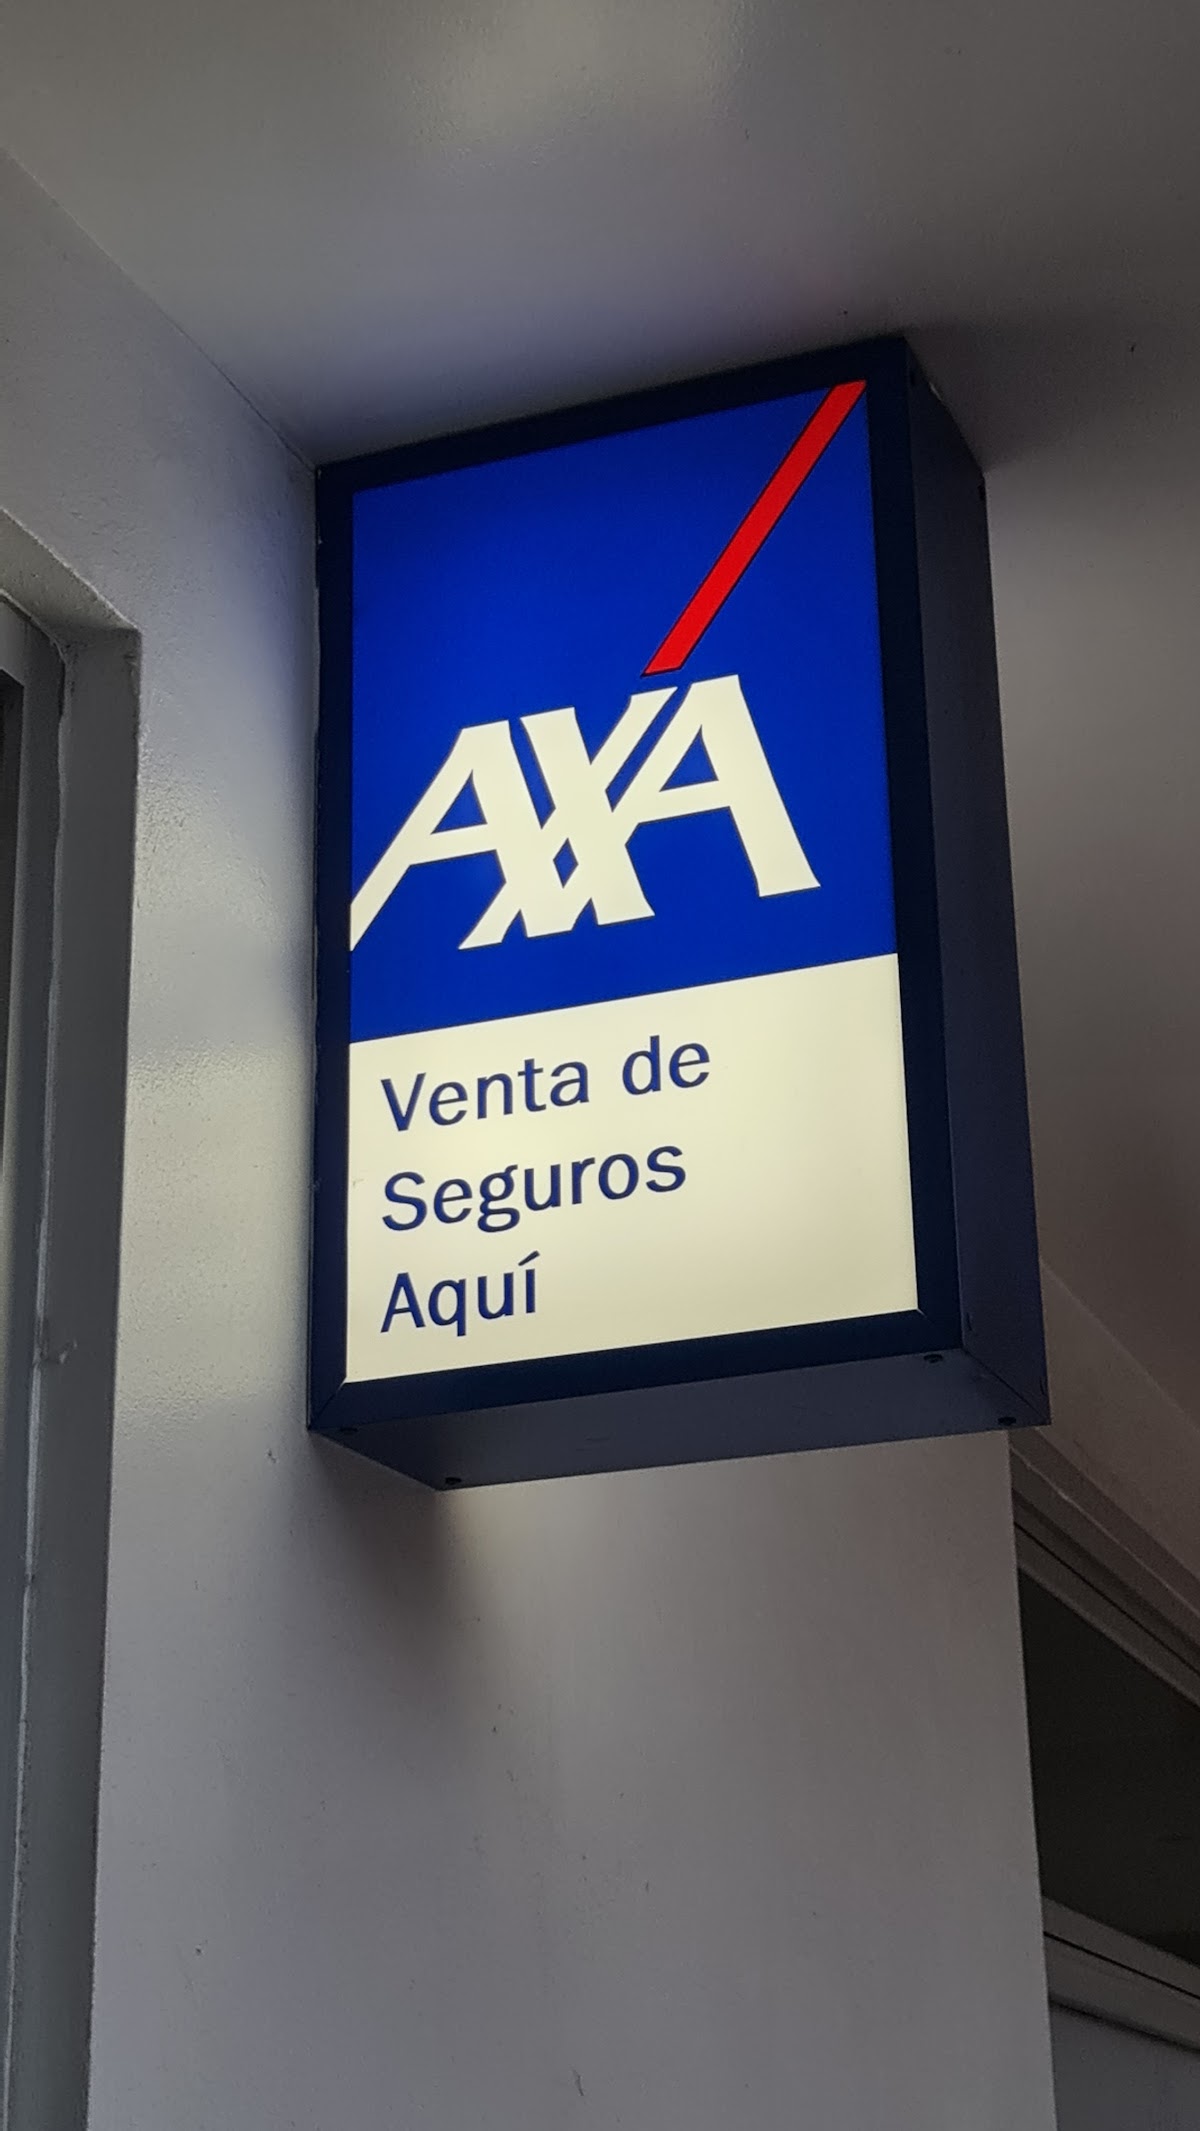 AXA
Venta de
Seguros
Aquí